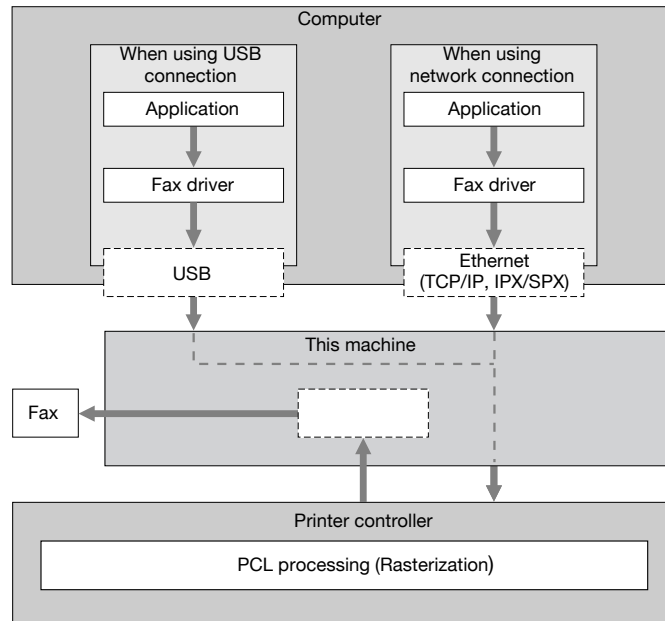 Computer
When using USB
connection
Application
Fax driver
USB
When using
network connection
Application
Fax driver
Ethernet
(TCP/IP, IPX/SPX)
This machine
Fax
Printer controller
PCL processing (Rasterization)